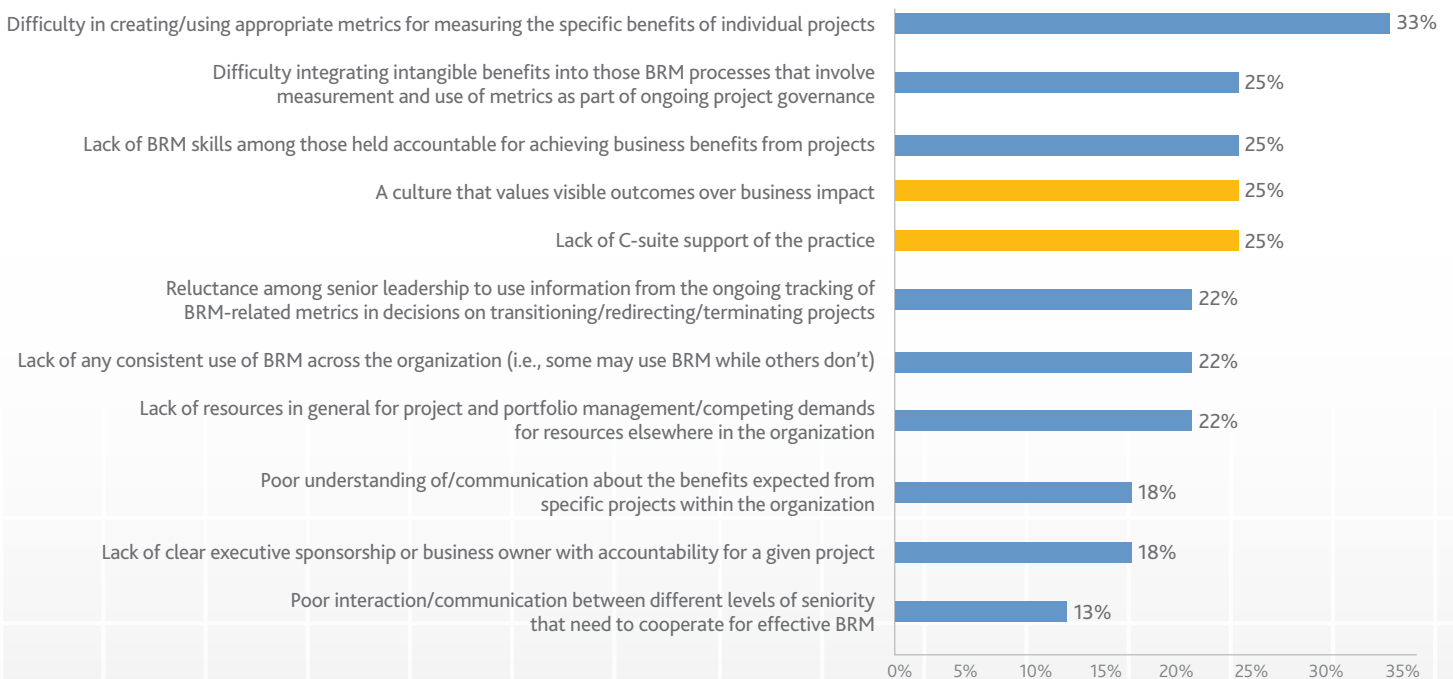 Difficulty in creating/using appropriate metrics for measuring the specific benefits of individual projects
33%
Difficulty integrating intangible benefits into those BRM processes that involve
measurement and use of metrics as part of ongoing project governance
25%
Lack of BRM skills among those held accountable for achieving business benefits from projects
25%
A culture that values visible outcomes over business impact
25%
Lack of C-suite support of the practice
25%
Reluctance among senior leadership to use information from the ongoing tracking of
BRM-related metrics in decisions on transitioning/redirecting/terminating projects
22%
Lack of any consistent use of BRM across the organization (i.e., some may use BRM while others don’t)
22%
Lack of resources in general for project and portfolio management/competing demands
for resources elsewhere in the organization
22%
Poor understanding of/communication about the benefits expected from
specific projects within the organization
18%
Lack of clear executive sponsorship or business owner with accountability for a given project
18%
Poor interaction/communication between different levels of seniority
that need to cooperate for effective BRM
13%
0% 5% 10% 15% 20% 25% 30% 35%